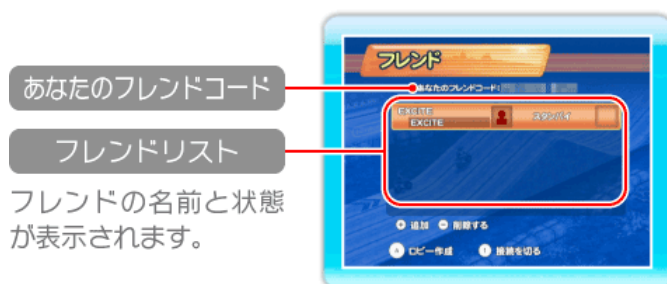 あなたのフレンドコード
フレンドリスト
フレンドの名前と状態
が表示されます。
フレンド
あなたのフレンドコード:
EXCITE
EXCITE
スタンバイ
+ 追加 - 削除する
A ロビー作成 1 接続を切る